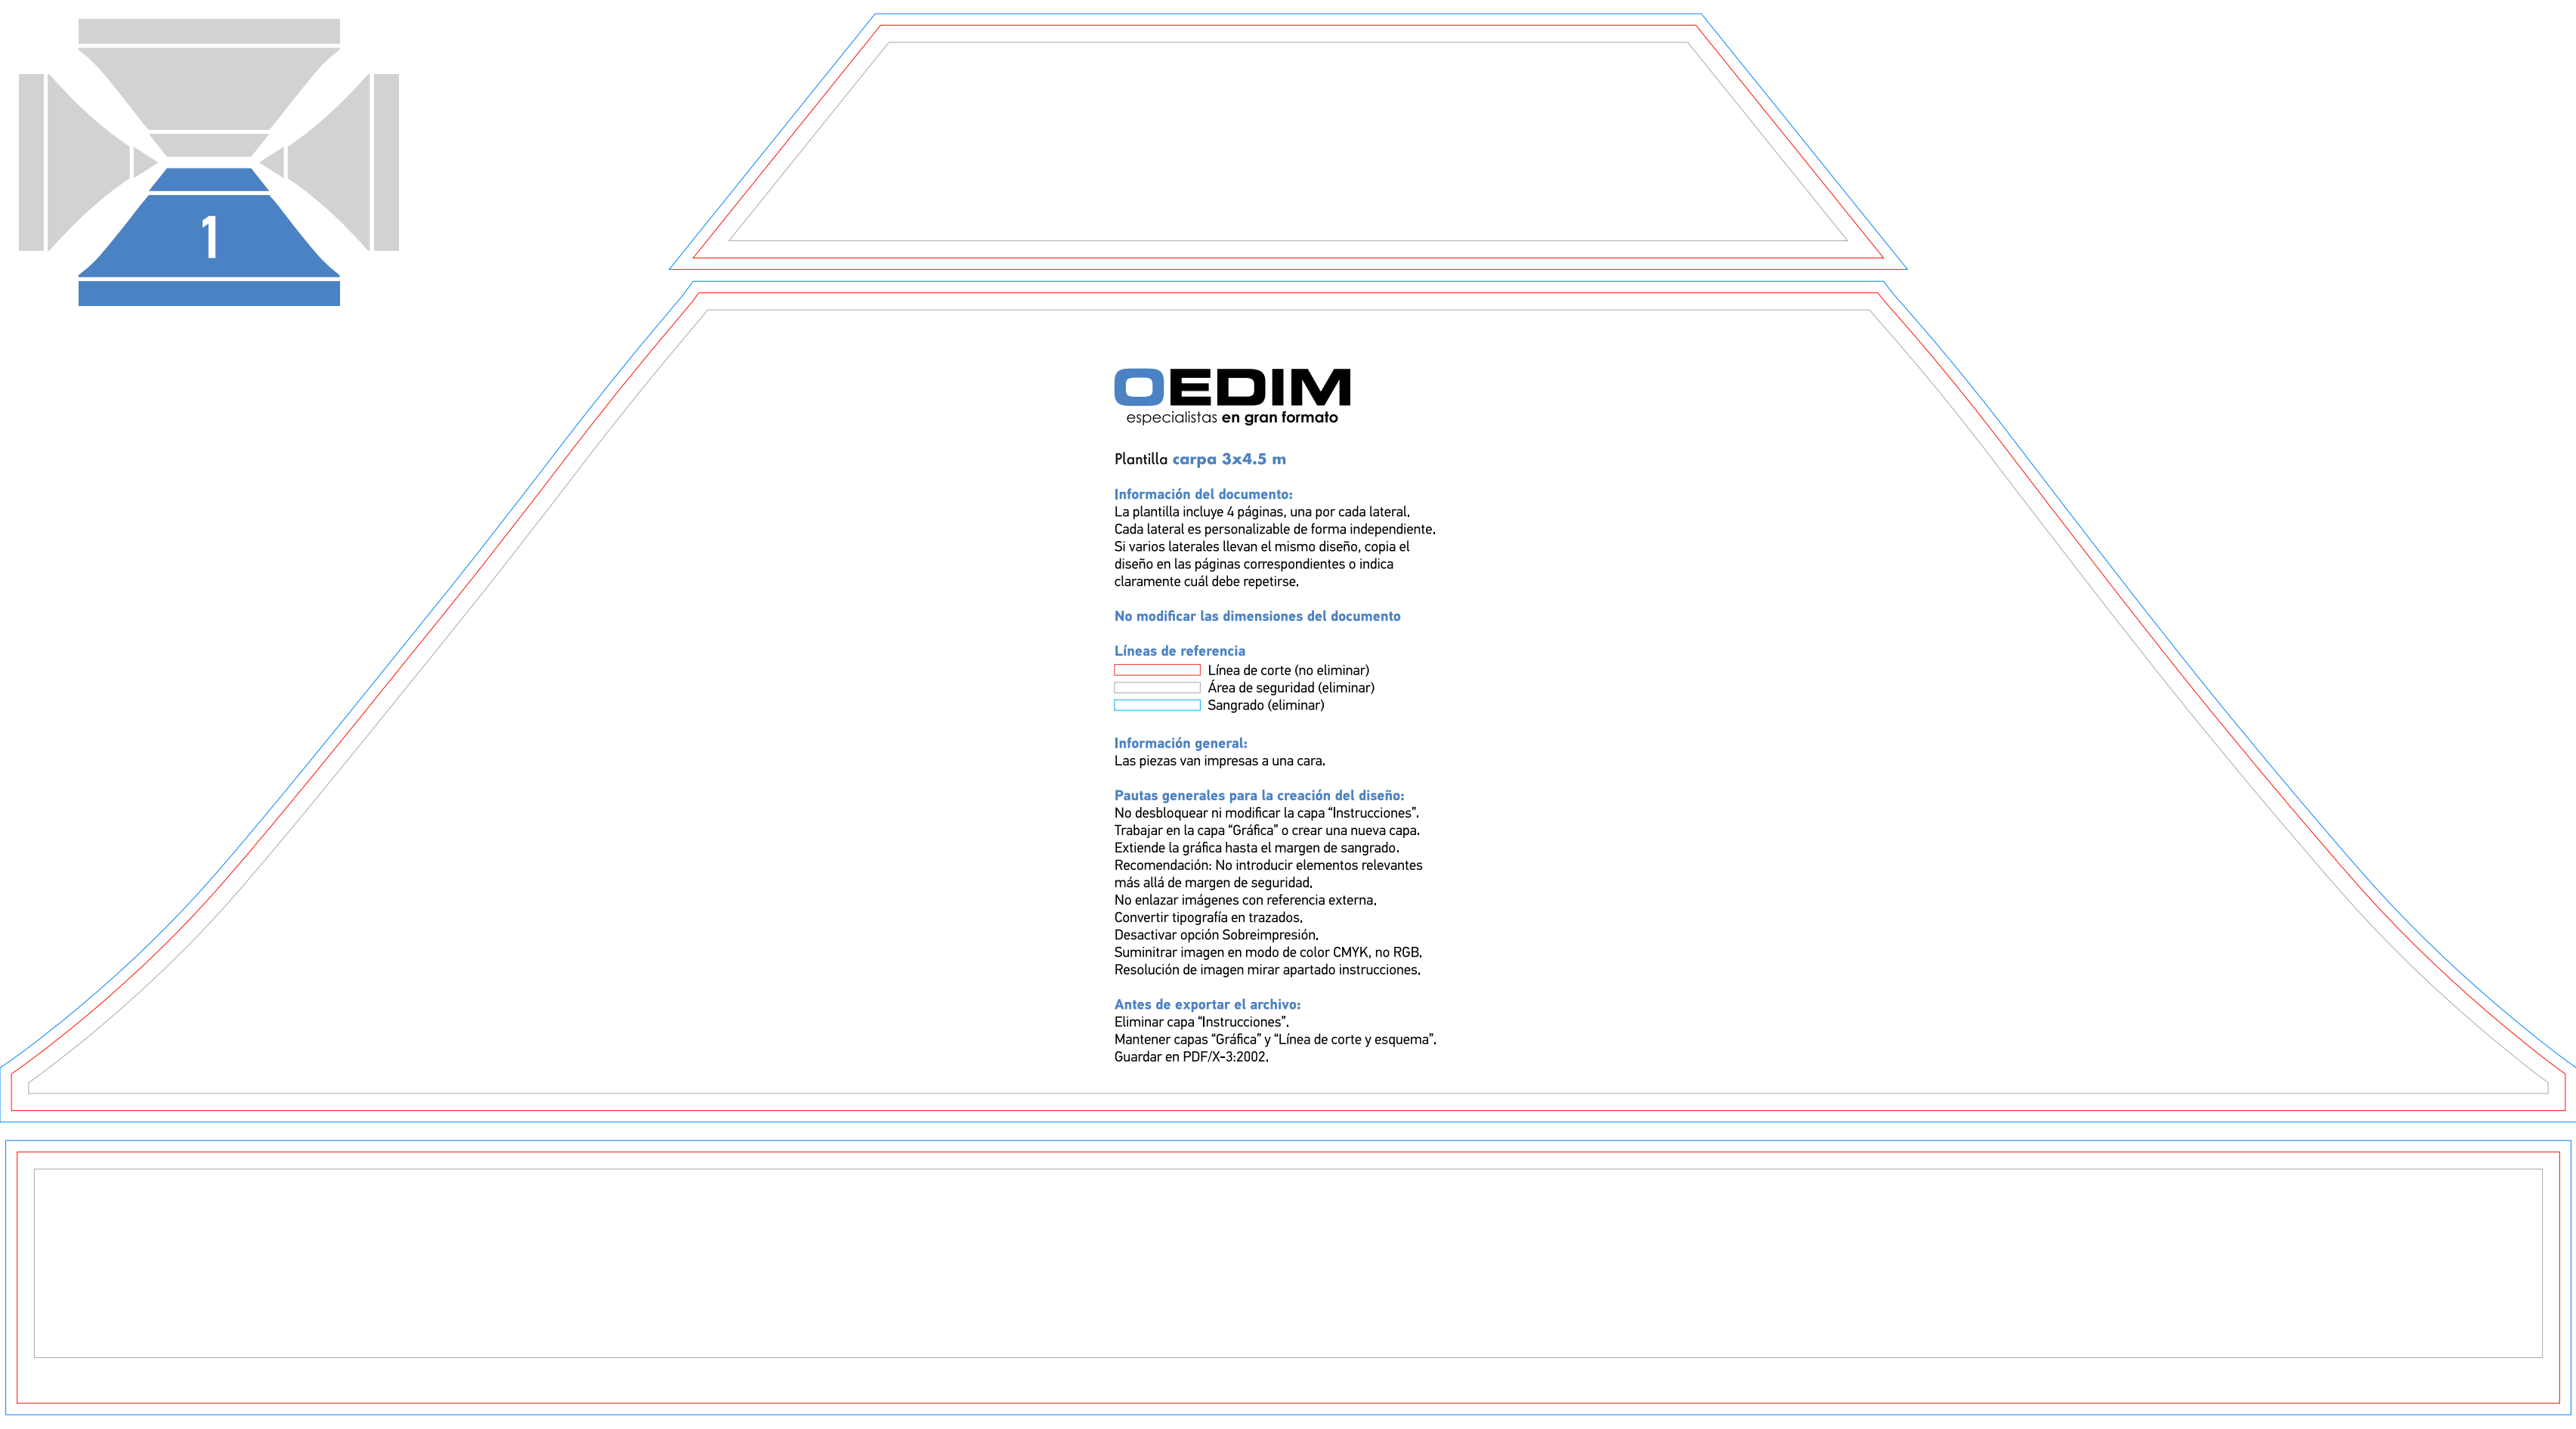 1
OEDIM
especialistas en gran formato
Plantilla carpa 3x4.5 m
Información del documento:
La plantilla incluye 4 páginas, una por cada lateral.
Cada lateral es personalizable de forma independiente.
Si varios laterales llevan el mismo diseño, copia el
diseño en las páginas correspondientes o indica
claramente cuál debe repetirse.
No modificar las dimensiones del documento
Líneas de referencia
Línea de corte (no eliminar)
Área de seguridad (eliminar)
Sangrado (eliminar)
Información general:
Las piezas van impresas a una cara.
Pautas generales para la creación del diseño:
No desbloquear ni modificar la capa “Instrucciones”.
Trabajar en la capa “Gráfica” o crear una nueva capa.
Extiende la gráfica hasta el margen de sangrado.
Recomendación: No introducir elementos relevantes
más allá de margen de seguridad.
No enlazar imágenes con referencia externa.
Convertir tipografía en trazados.
Desactivar opción Sobreimpresión.
Suminitrar imagen en modo de color CMYK, no RGB.
Resolución de imagen mirar apartado instrucciones.
Antes de exportar el archivo:
Eliminar capa “Instrucciones”.
Mantener capas “Gráfica” y “Línea de corte y esquema”.
Guardar en PDF/X-3:2002.